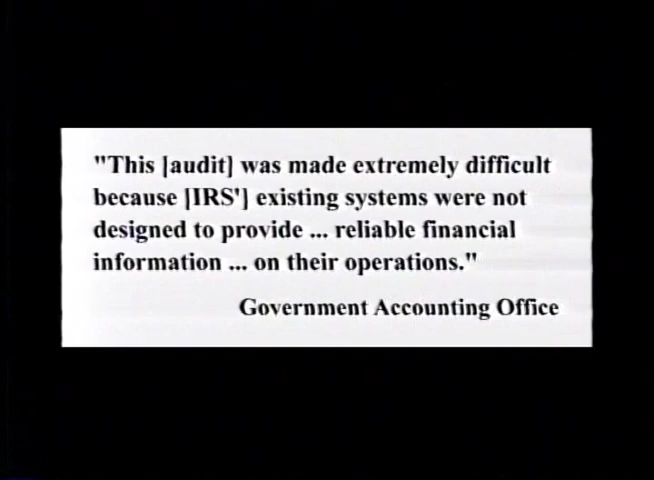 "This [audit] was made extremely difficult
because [IRS'] existing systems were not
designed to provide ... reliable financial
information ... on their operations."
Government Accounting Office